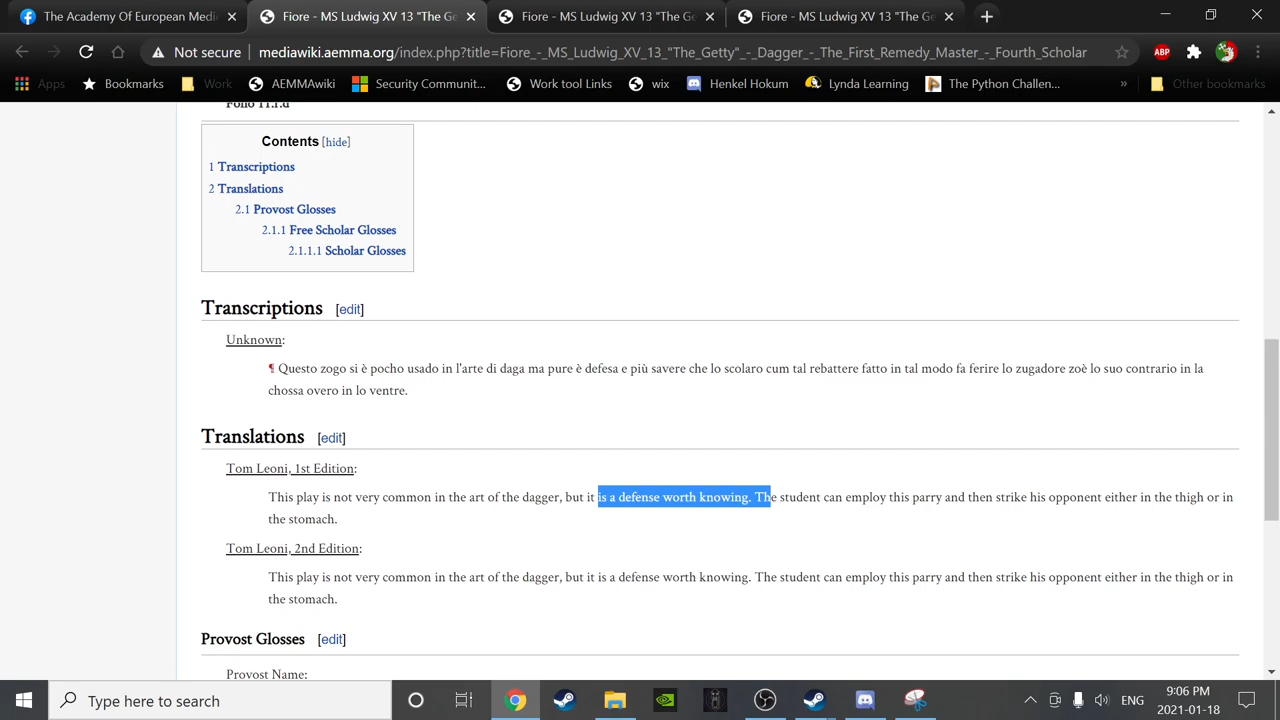 The Academy Of European Medi
Fiore - MS Ludwig XV 13 "The Ge
Fiore - MS Ludwig XV 13 "The G
Fiore - MS Ludwig XV 13 "The G
Not secure
mediawiki.aemma.org/index.php?title=Fiore_-_MS_Ludwig_XV_13_"The_Getty"_-_Dagger_-_The_First_Remedy_Master_-_Fourth_Scholar
ABP
Apps
Bookmarks
Work
AEMMAwiki
Security Communit...
Work tool Links
wix
Henkel Hokum
Lynda Learning
The Python Challen...
»
Other bookmarks
Folio 11.r.d
Contents [hide]
1 Transcriptions
2 Translations
2.1 Provost Glosses
2.1.1 Free Scholar Glosses
2.1.1.1 Scholar Glosses
Transcriptions [edit]
Unknown:
¶ Questo zogo si è pocho usado in l'arte di daga ma pure è defesa e più savere che lo scolaro cum tal rebattere fatto in tal modo fa ferire lo zugadore zoè lo suo contrario in la
chossa overo in lo ventre.
Translations [edit]
Tom Leoni, 1st Edition:
This play is not very common in the art of the dagger, but it is a defense worth knowing. The student can employ this parry and then strike his opponent either in the thigh or in
the stomach.
Tom Leoni, 2nd Edition:
This play is not very common in the art of the dagger, but it is a defense worth knowing. The student can employ this parry and then strike his opponent either in the thigh or in
the stomach.
Provost Glosses [edit]
Provost Name:
Type here to search
ENG
9:06 PM
2021-01-18